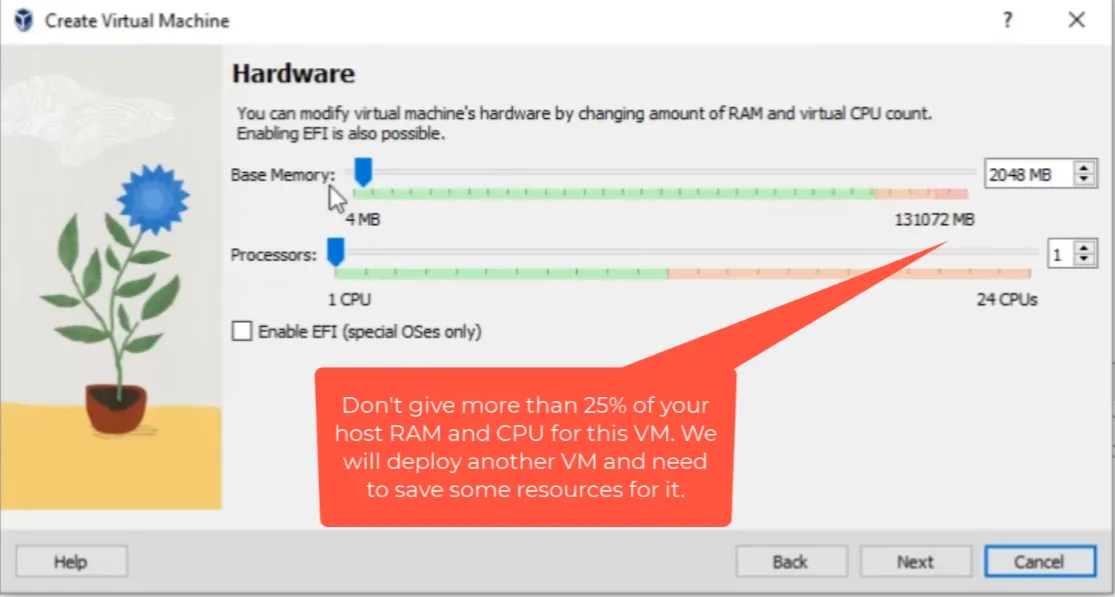 Create Virtual Machine
?
Hardware
You can modify virtual machine's hardware by changing amount of RAM and virtual CPU count.
Enabling EFI is also possible.
Base Memory:
2048 MB
4 MB
131072 MB
Processors:
1
1 CPU
24 CPUs
Enable EFI (special OSes only)
Don't give more than 25% of your
host RAM and CPU for this VM. We
will deploy another VM and need
to save some resources for it.
Help
Back
Next
Cancel